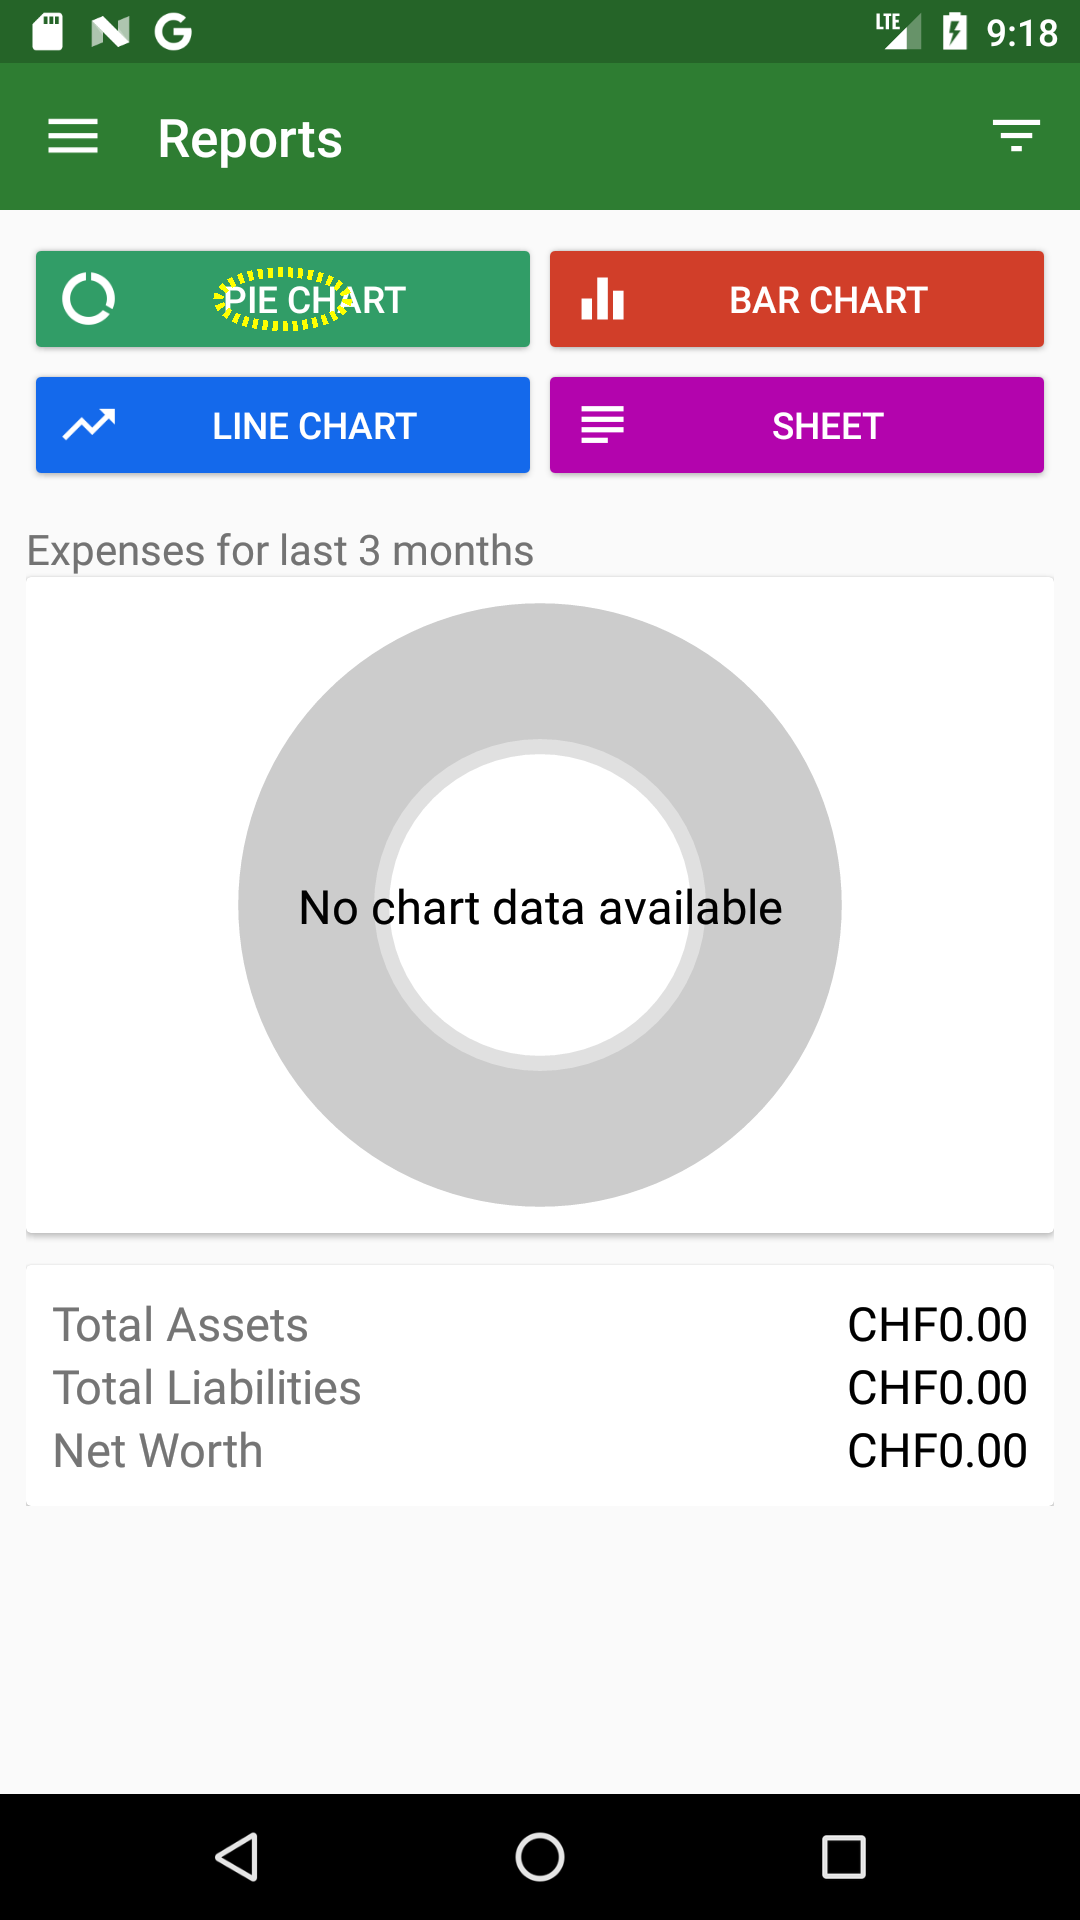 LTE 9:18
Reports
PIE CHART
BAR CHART
LINE CHART
SHEET
Expenses for last 3 months
No chart data available
Total Assets CHF0.00
Total Liabilities CHF0.00
Net Worth CHF0.00